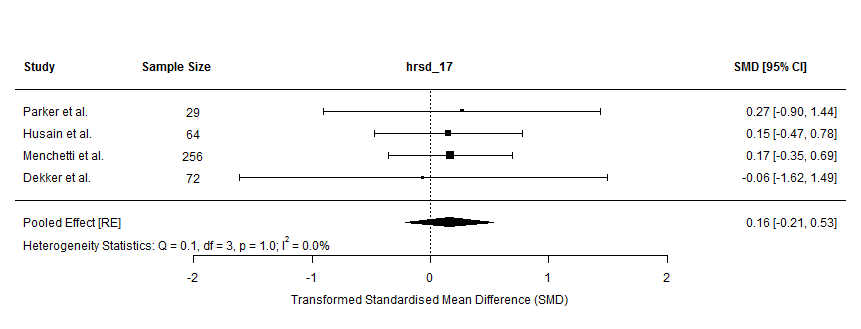 Study Sample Size hrsd_17 SMD [95% CI]
Parker et al. 29 0.27 [-0.90, 1.44]
Husain et al. 64 0.15 [-0.47, 0.78]
Menchetti et al. 256 0.17 [-0.35, 0.69]
Dekker et al. 72 -0.06 [-1.62, 1.49]
Pooled Effect [RE] 0.16 [-0.21, 0.53]
Heterogeneity Statistics: Q = 0.1, df = 3, p = 1.0; I² = 0.0%
-2 -1 0 1 2
Transformed Standardised Mean Difference (SMD)